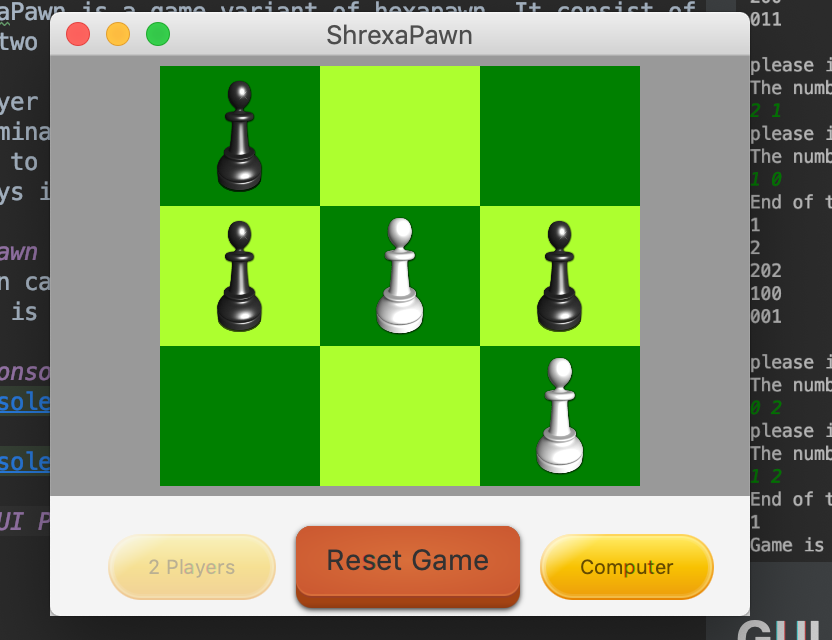 aPawn is a game variant of hexapawn. It consist of
two
yer
mina
to
ys i
awn
n ca
is
onso
sole
sole
UI P
ShrexaPawn
2 Players
Reset Game
Computer
200
011
please i
The numb
2 1
please i
The numb
1 0
End of t
1
2
202
100
001
please i
The numb
0 2
please i
The numb
1 2
End of t
1
Game is
GUI